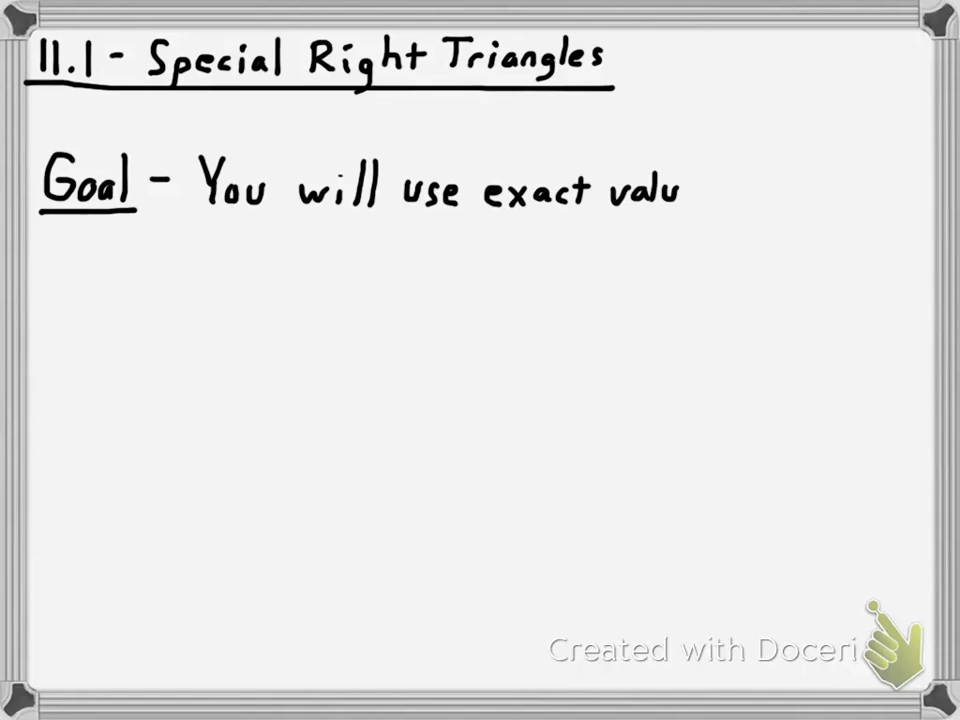 11.1 - Special Right Triangles
Goal - You will use exact valu
Created with Doceri